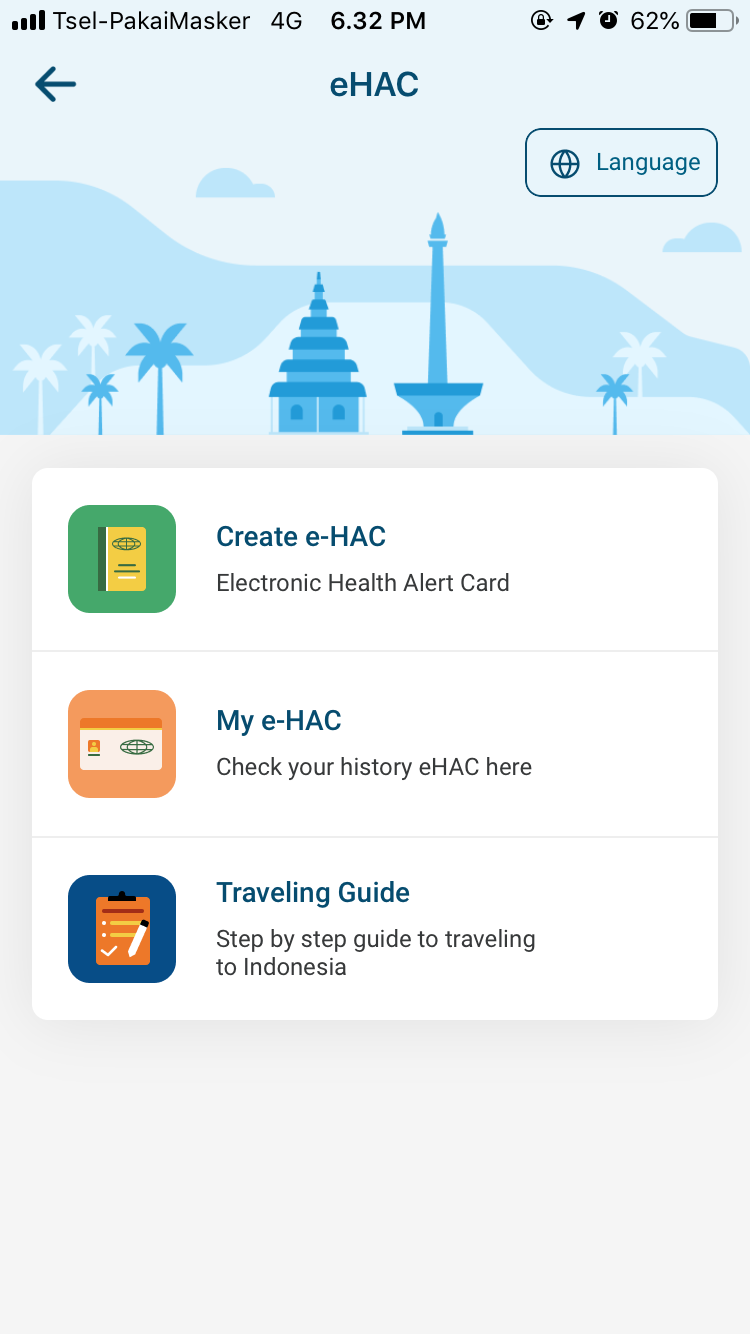 Tsel-PakaiMasker 4G 6.32 PM 62%
eHAC
Language
Create e-HAC
Electronic Health Alert Card
My e-HAC
Check your history eHAC here
Traveling Guide
Step by step guide to traveling
to Indonesia